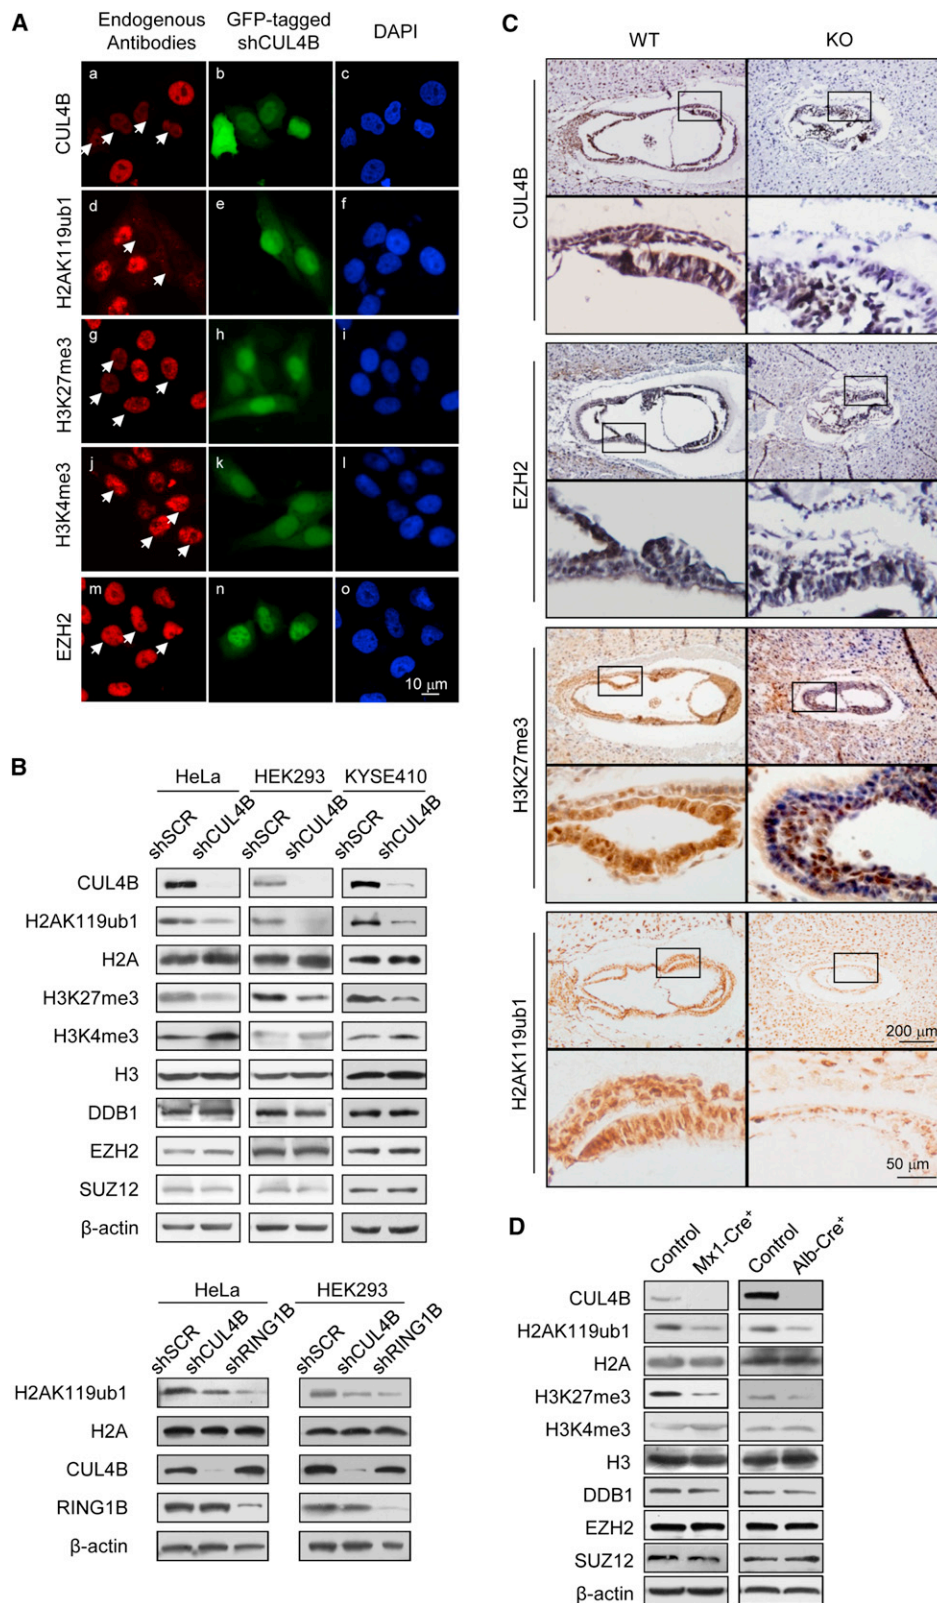 A
Endogenous Antibodies
GFP-tagged shCUL4B
DAPI
CUL4B
a
b
c
H2AK119ub1
d
e
f
H3K27me3
g
h
i
H3K4me3
j
k
l
EZH2
m
n
o
10 μm
B
HeLa
HEK293
KYSE410
shSCR
shCUL4B
shSCR
shCUL4B
shSCR
shCUL4B
CUL4B
H2AK119ub1
H2A
H3K27me3
H3K4me3
H3
DDB1
EZH2
SUZ12
β-actin
HeLa
HEK293
shSCR
shCUL4B
shRING1B
shSCR
shCUL4B
shRING1B
H2AK119ub1
H2A
CUL4B
RING1B
β-actin
C
WT
KO
CUL4B
EZH2
H3K27me3
H2AK119ub1
200 μm
50 μm
D
Control
Mx1-Cre⁺
Control
Alb-Cre⁺
CUL4B
H2AK119ub1
H2A
H3K27me3
H3K4me3
H3
DDB1
EZH2
SUZ12
β-actin